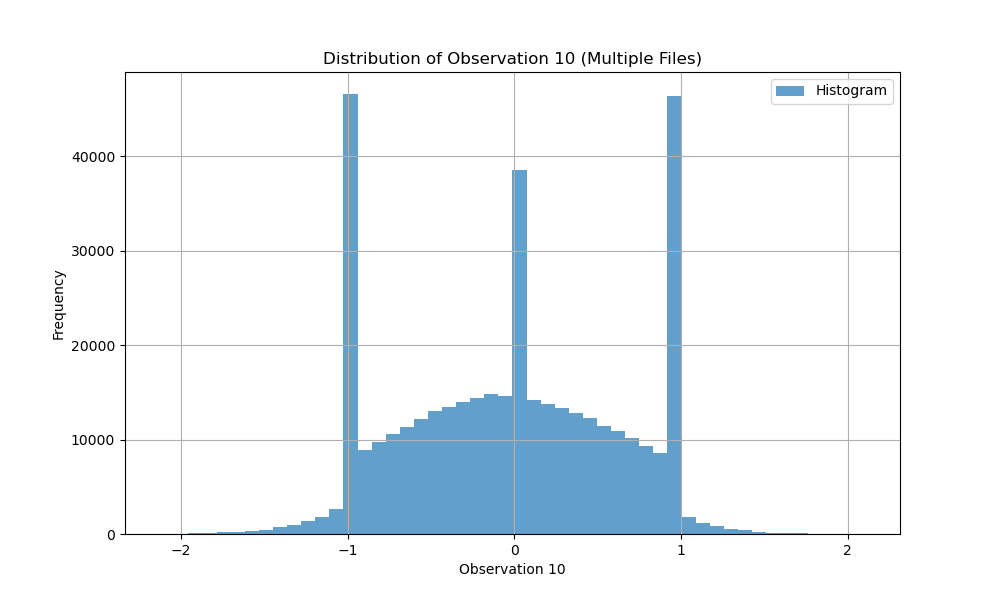 Distribution of Observation 10 (Multiple Files)
Histogram
40000
30000
20000
10000
0
Frequency
−2
−1
0
1
2
Observation 10